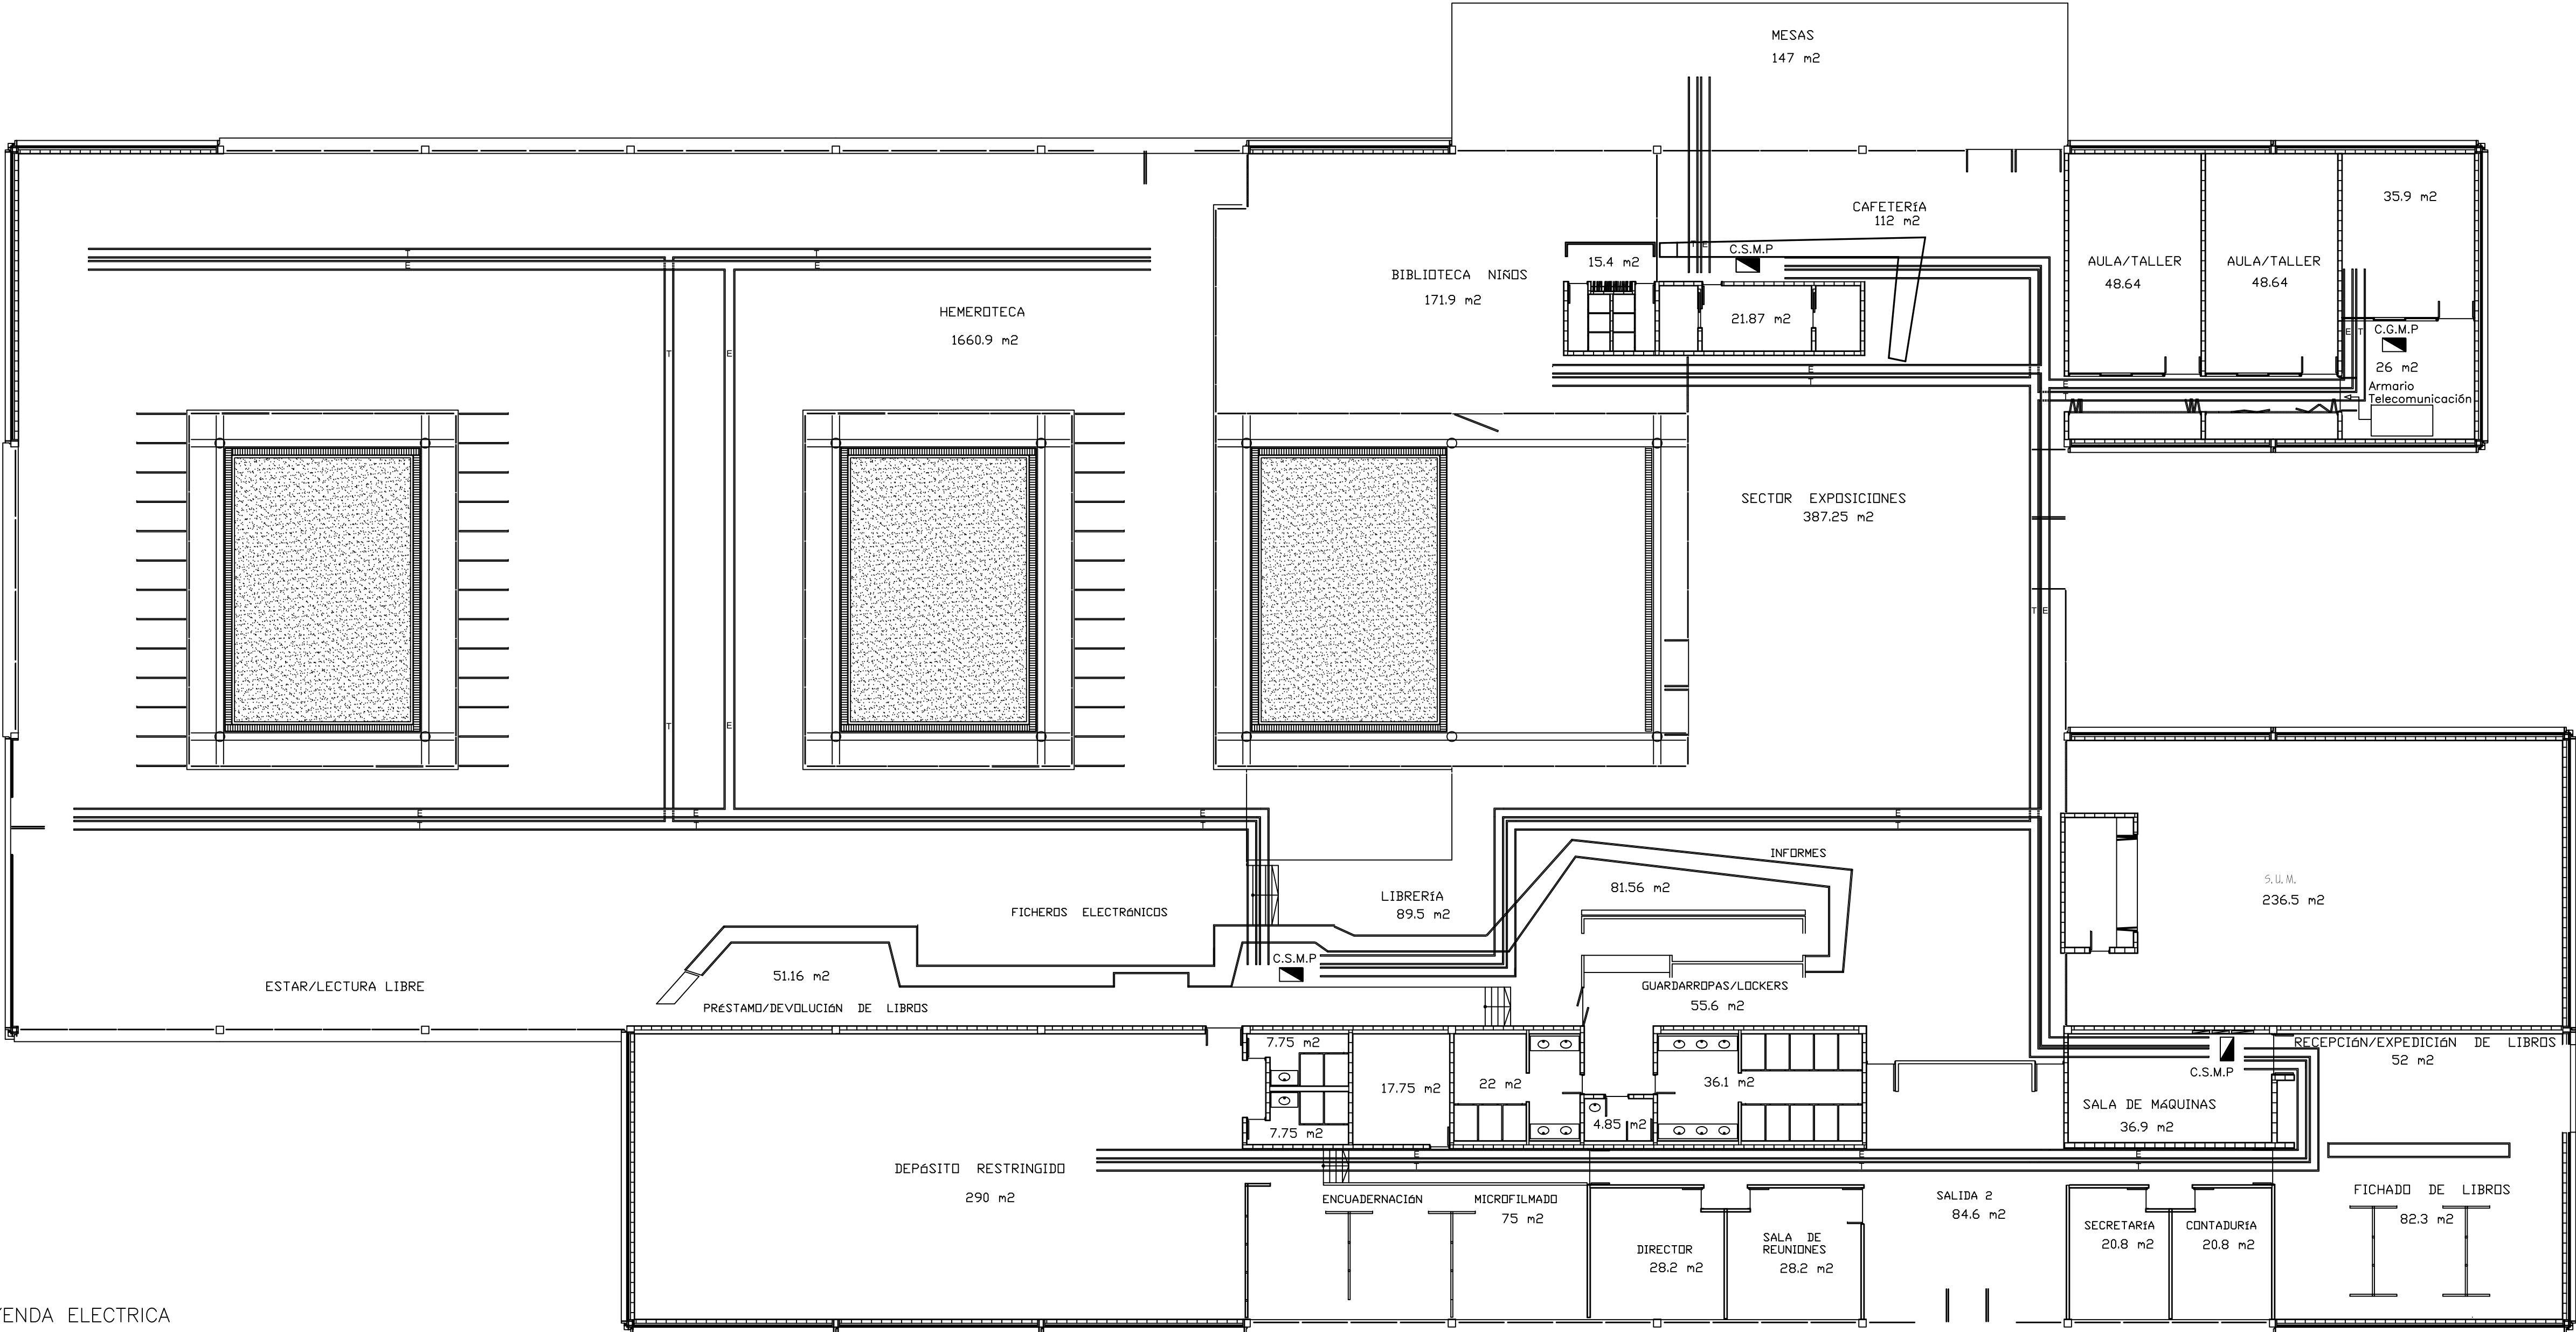 MESAS
147 m2
CAFETERÍA
112 m2
35.9 m2
T E
C.S.M.P
15.4 m2
BIBLIOTECA NIÑOS
171.9 m2
AULA/TALLER
48.64
AULA/TALLER
48.64
T
T
E
E
HEMEROTECA
1660.9 m2
21.87 m2
E T
C.G.M.P
26 m2
Armario
Telecomunicación
T
E
E
T
E
T
SECTOR EXPOSICIONES
387.25 m2
T E
T
E
E
T
E
T
E
T
E
T
INFORMES
81.56 m2
LIBRERÍA
89.5 m2
S.U.M.
236.5 m2
FICHEROS ELECTRÓNICOS
C.S.M.P
51.16 m2
ESTAR/LECTURA LIBRE
PRÉSTAMO/DEVOLUCIÓN DE LIBROS
GUARDARROPAS/LOCKERS
55.6 m2
7.75 m2
RECEPCIÓN/EXPEDICIÓN DE LIBROS
52 m2
C.S.M.P
17.75 m2
22 m2
36.1 m2
SALA DE MÁQUINAS
36.9 m2
4.85 m2
7.75 m2
E
T
E
T
E
T
DEPÓSITO RESTRINGIDO
290 m2
ENCUADERNACIÓN
MICROFILMADO
75 m2
SALIDA 2
84.6 m2
FICHADO DE LIBROS
82.3 m2
DIRECTOR
28.2 m2
SALA DE
REUNIONES
28.2 m2
SECRETARÍA
20.8 m2
CONTADURÍA
20.8 m2
YENDA ELECTRICA